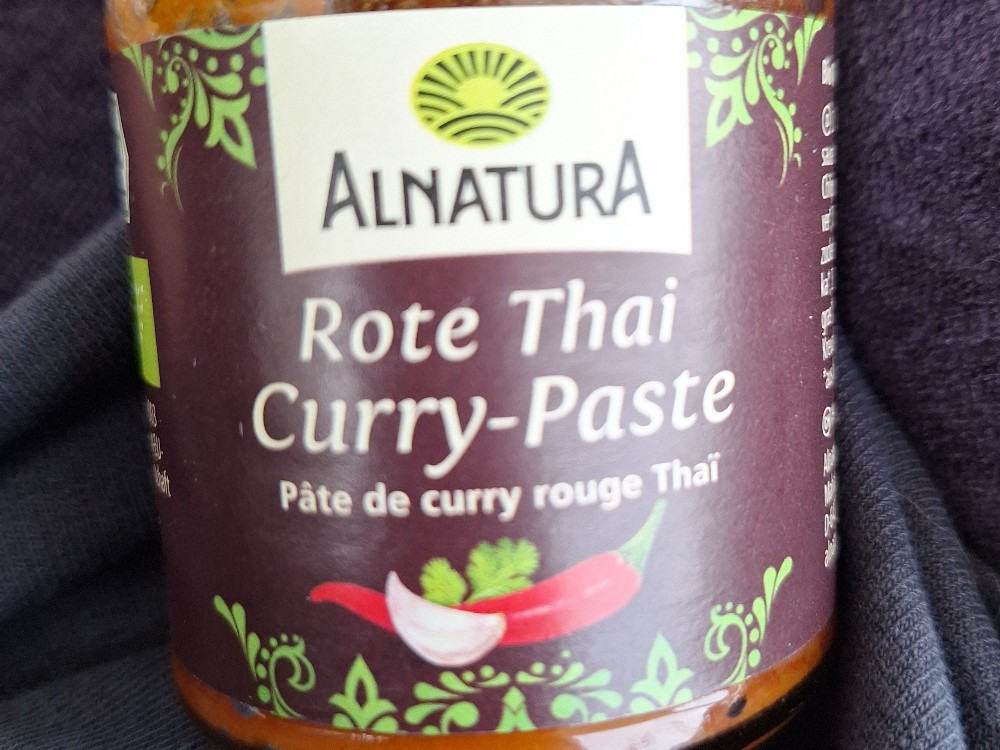 ALNATURA
Rote Thai
Curry-Paste
Pâte de curry rouge Thaï